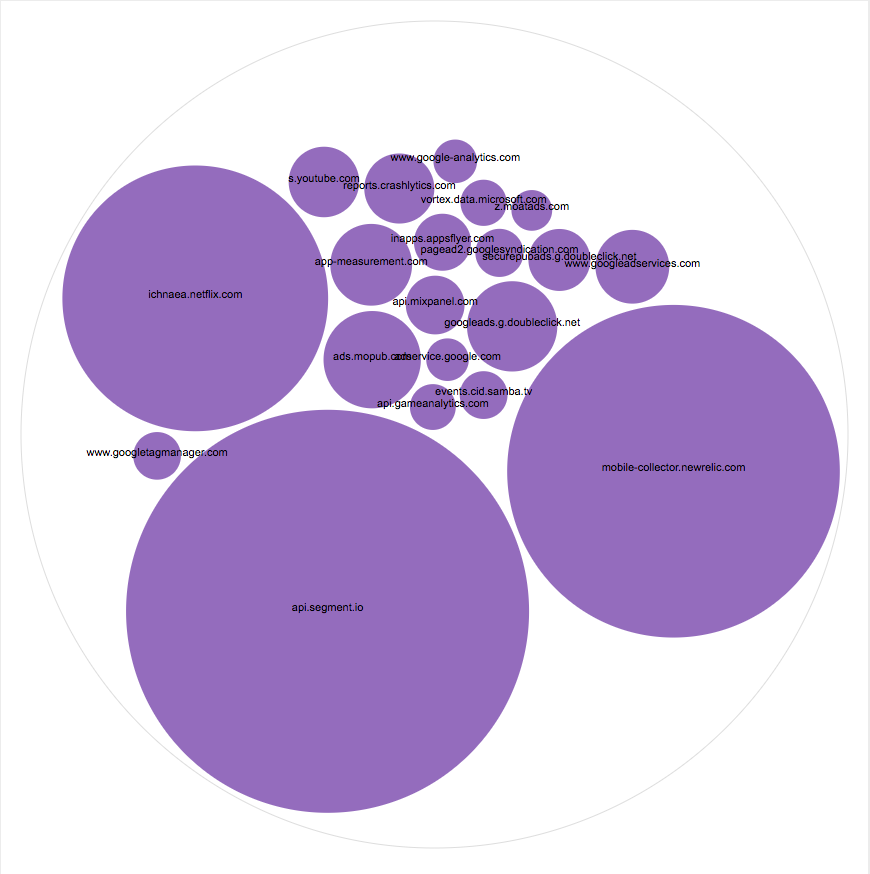 www.google-analytics.com
s.youtube.com
reports.crashlytics.com
vortex.data.microsoft.com
z.moatads.com
inapps.appsflyer.com
pagead2.googlesyndication.com
securepubads.g.doubleclick.net
app-measurement.com
www.googleadservices.com
ichnaea.netflix.com
api.mixpanel.com
googleads.g.doubleclick.net
ads.mopub.com
adservice.google.com
events.cid.samba.tv
api.gameanalytics.com
www.googletagmanager.com
mobile-collector.newrelic.com
api.segment.io